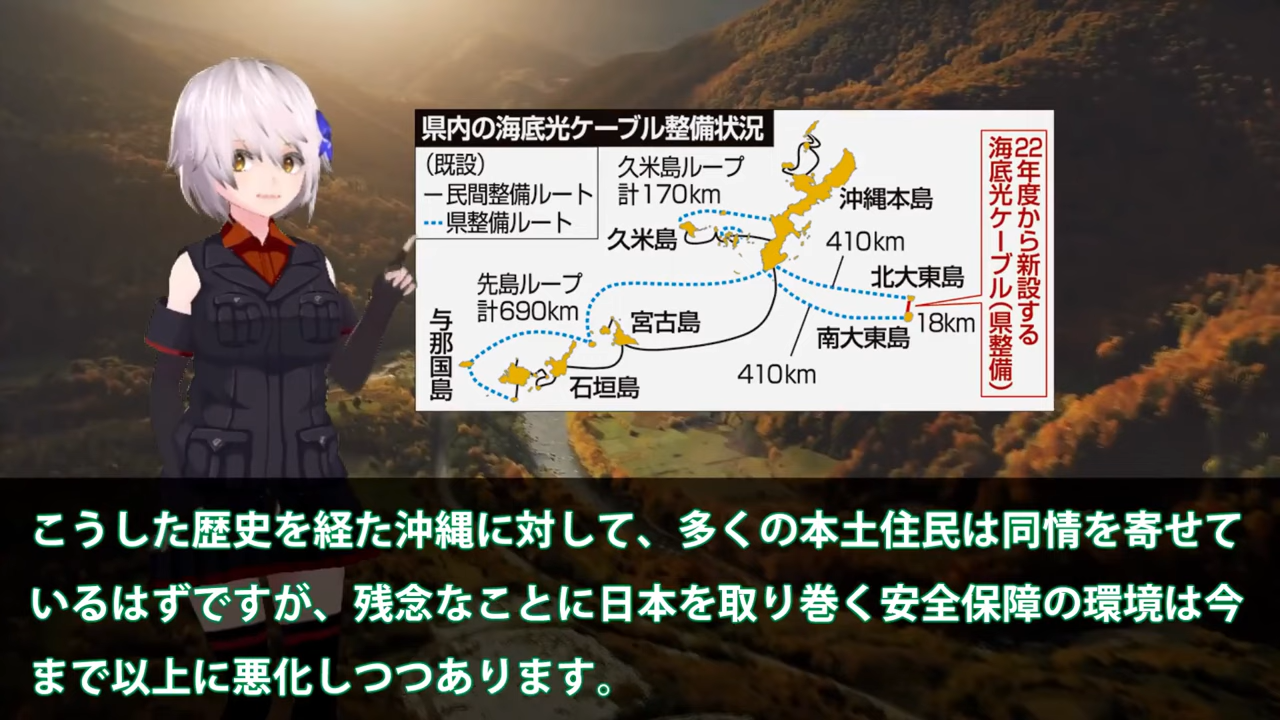 県内の海底光ケーブル整備状況
（既設）
民間整備ルート
県整備ルート
久米島ループ
計170km
久米島
沖縄本島
410km
北大東島
18km
南大東島
410km
先島ループ
計690km
宮古島
石垣島
与那国島
22年度から新設する
海底光ケーブル（県整備）
こうした歴史を経た沖縄に対して、多くの本土住民は同情を寄せて
いるはずですが、残念なことに日本を取り巻く安全保障の環境は今
まで以上に悪化しつつあります。